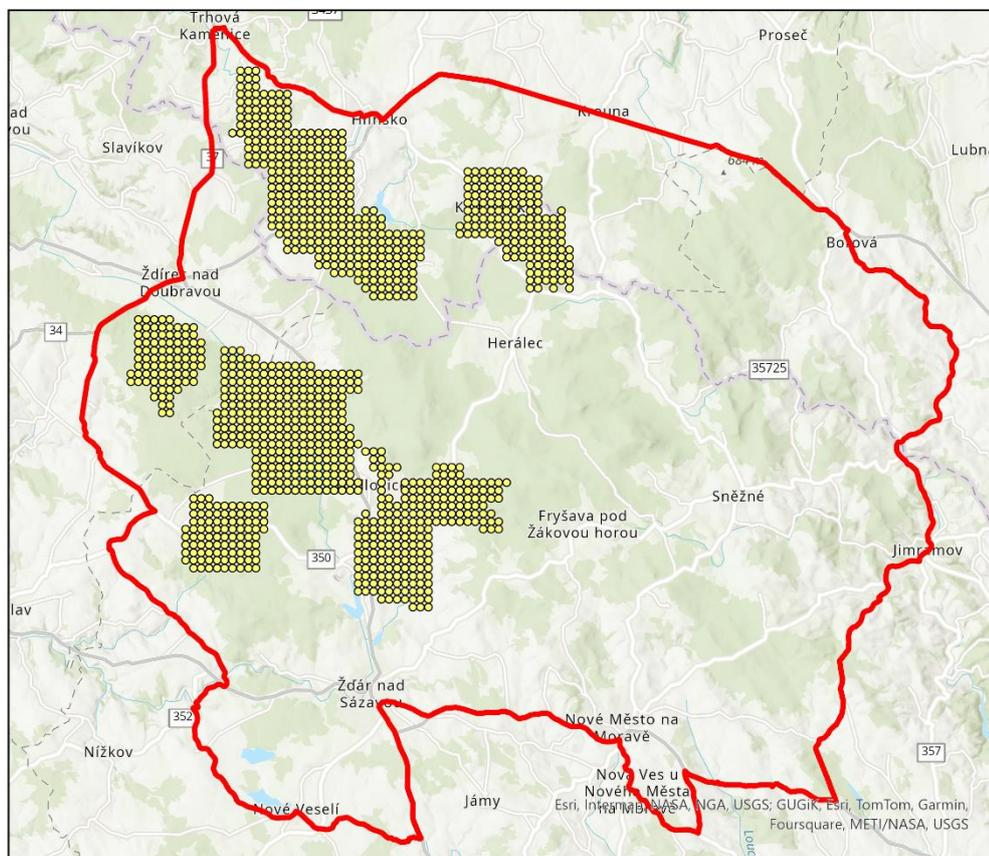 Trhová
Kamenice
Proseč
Hlinsko
Krouna
Slavíkov
37
684 m
Lubna
Borová
Ždírec nad
Doubravou
34
Herálec
35725
Sněžné
Fryšava pod
Žákovou horou
350
Jimramov
Žďár nad
Sázavou
352
Nové Město na
Moravě
Nížkov
357
Nová Ves u
Nového Města
na Moravě
Jámy
Nové Veselí
Esri, Intermap, NASA, NGA, USGS; GUGiK, Esri, TomTom, Garmin,
Foursquare, METI/NASA, USGS